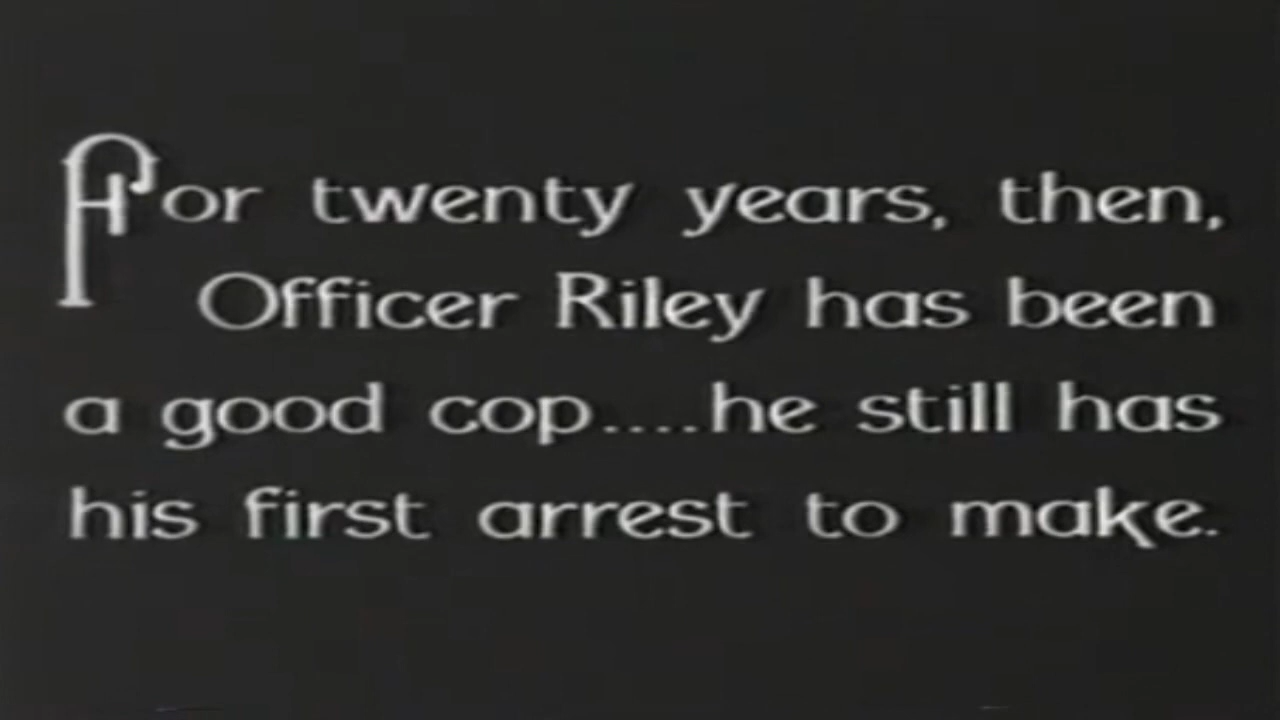 For twenty years, then,
Officer Riley has been
a good cop....he still has
his first arrest to make.